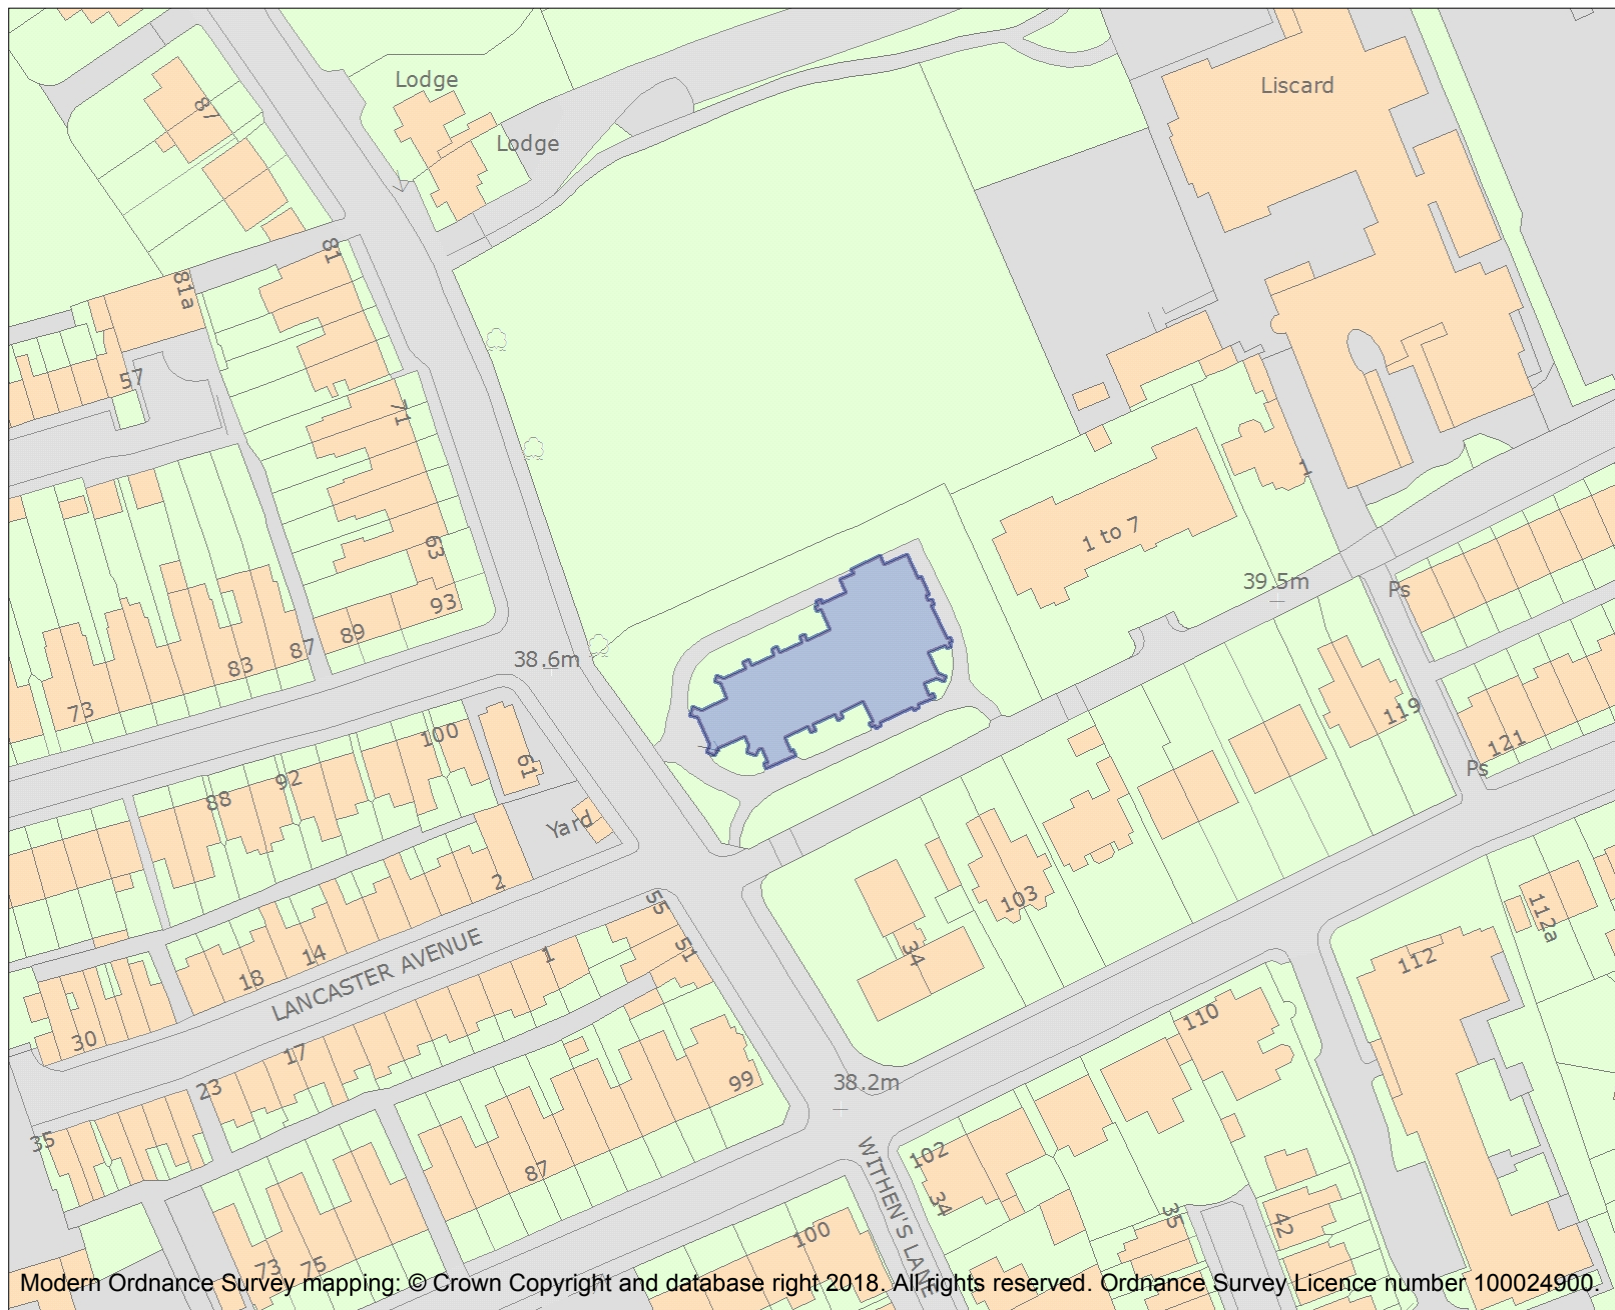 Lodge
Liscard
87
Lodge
81
81a
57
71
1
1 to 7
63
39.5m
Ps
93
89
87
83
38.6m
73
119
100
121
61
92
Ps
88
Yard
2
103
55
112a
34
51
112
LANCASTER AVENUE
1
14
18
110
30
17
38.2m
99
23
35
102
87
WITHEN'S LANE
34
35
42
100
73
75
Modern Ordnance Survey mapping: © Crown Copyright and database right 2018. All rights reserved. Ordnance Survey Licence number 100024900.